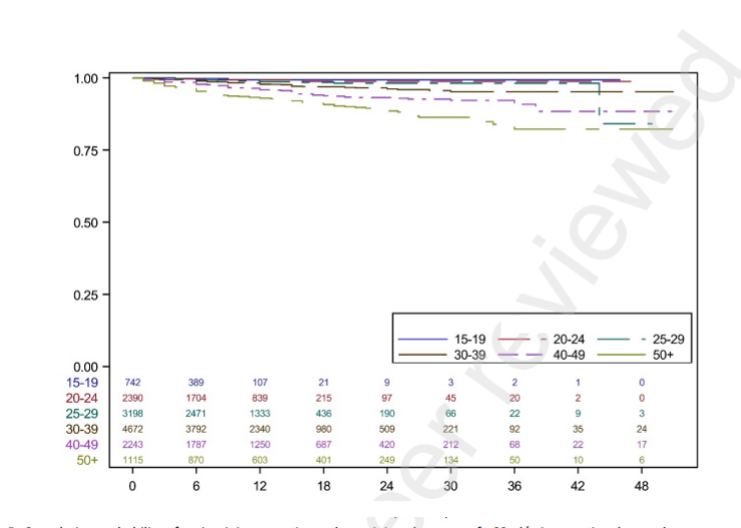 1.00
0.75
0.50
0.25
0.00
15-19 20-24 25-29
30-39 40-49 50+
15-19 742 389 107 21 9 3 2 1 0
20-24 2390 1704 839 215 97 45 20 2 0
25-29 3198 2471 1333 436 190 66 22 9 3
30-39 4672 3792 2340 980 509 221 92 35 24
40-49 2243 1787 1250 687 420 212 68 22 17
50+ 1115 870 603 401 249 134 50 10 6
0 6 12 18 24 30 36 42 48
eer reviewed